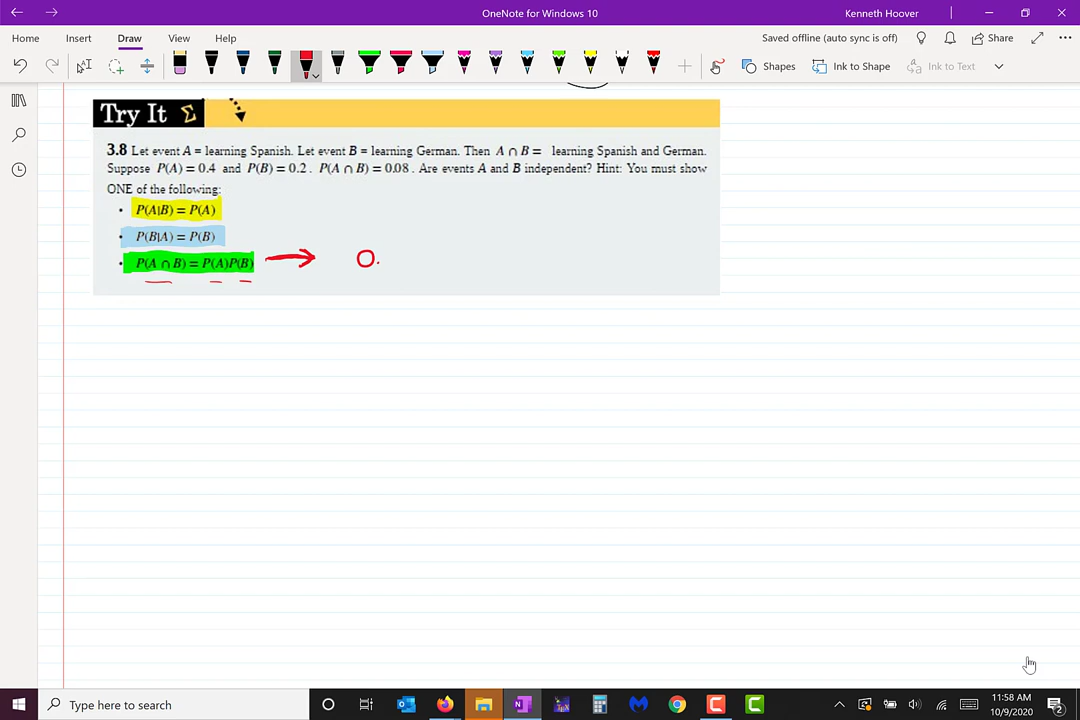 OneNote for Windows 10
Kenneth Hoover
Home Insert Draw View Help
Saved offline (auto sync is off)
Share
Shapes
Ink to Shape
Ink to Text
Try It Σ
3.8 Let event A = learning Spanish. Let event B = learning German. Then A ∩ B = learning Spanish and German.
Suppose P(A) = 0.4 and P(B) = 0.2. P(A ∩ B) = 0.08. Are events A and B independent? Hint: You must show
ONE of the following:
• P(A|B) = P(A)
• P(B|A) = P(B)
• P(A ∩ B) = P(A)P(B) → 0.
Type here to search
11:58 AM
10/9/2020
2